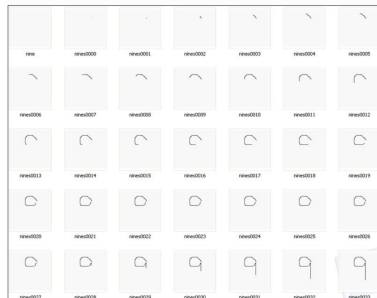 nine nines0000 nines0001 nines0002 nines0003 nines0004 nines0005
nines0006 nines0007 nines0008 nines0009 nines0010 nines0011 nines0012
nines0013 nines0014 nines0015 nines0016 nines0017 nines0018 nines0019
nines0020 nines0021 nines0022 nines0023 nines0024 nines0025 nines0026
nines0027 nines0028 nines0029 nines0030 nines0031 nines0032 nines0033